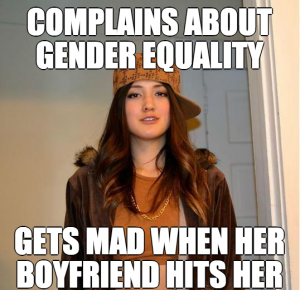 COMPLAINS ABOUT
GENDER EQUALITY
GETS MAD WHEN HER
BOYFRIEND HITS HER